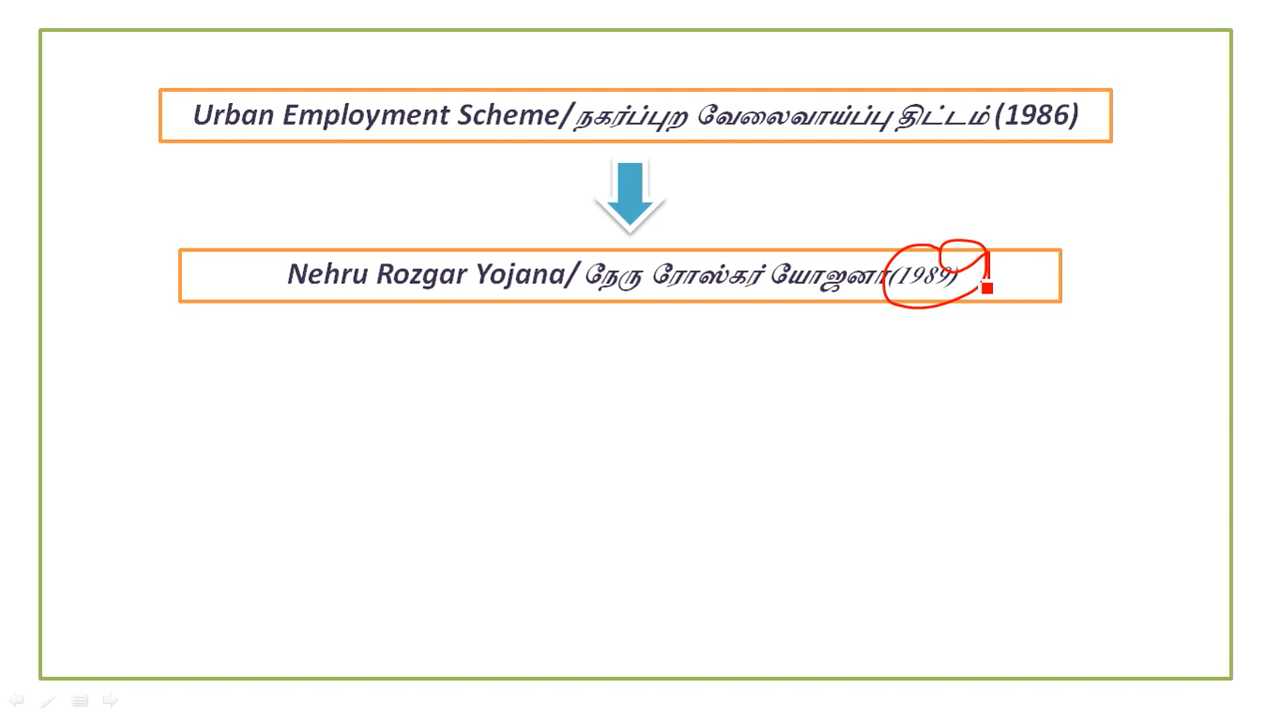 Urban Employment Scheme/நகர்ப்புற வேலைவாய்ப்பு திட்டம் (1986)
Nehru Rozgar Yojana/ நேரு ரோஸ்கர் யோஜனா(1989)